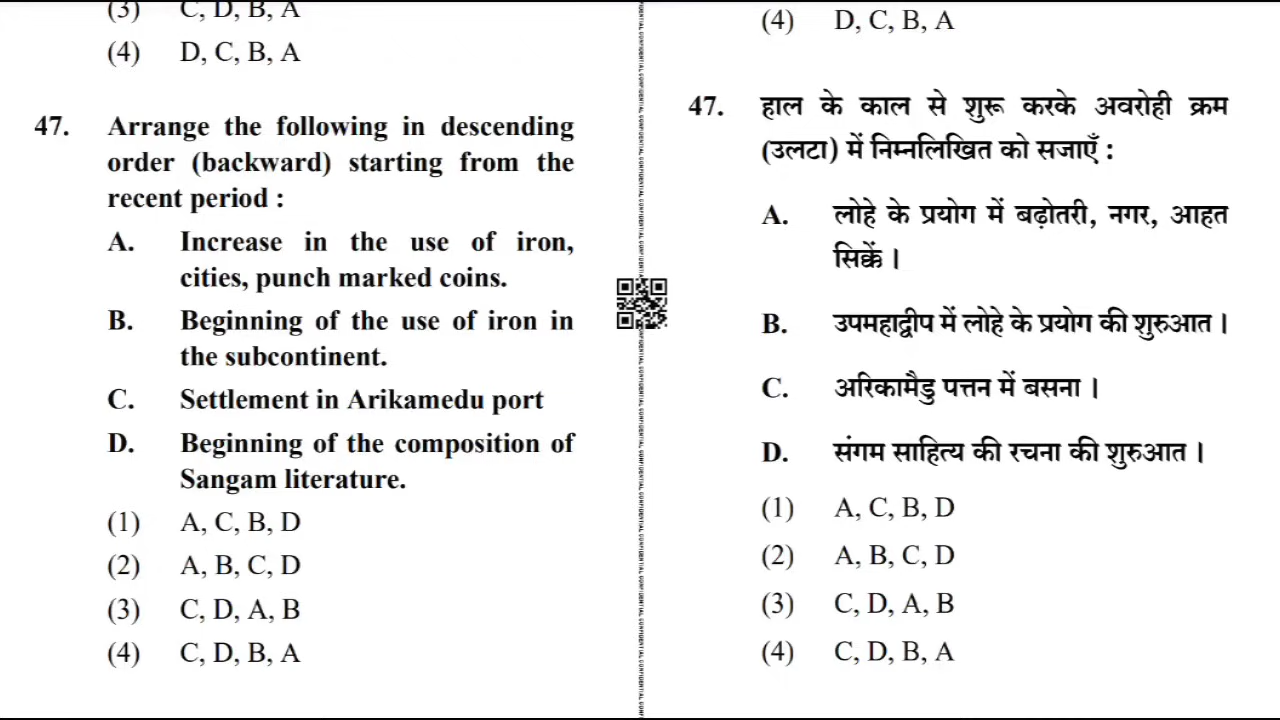 (3) C, D, B, A
(4) D, C, B, A
47. Arrange the following in descending
order (backward) starting from the
recent period :
A. Increase in the use of iron,
cities, punch marked coins.
B. Beginning of the use of iron in
the subcontinent.
C. Settlement in Arikamedu port
D. Beginning of the composition of
Sangam literature.
(1) A, C, B, D
(2) A, B, C, D
(3) C, D, A, B
(4) C, D, B, A
(4) D, C, B, A
47. हाल के काल से शुरू करके अवरोही क्रम
(उलटा) में निम्नलिखित को सजाएँ :
A. लोहे के प्रयोग में बढ़ोतरी, नगर, आहत
सिक्कें ।
B. उपमहाद्वीप में लोहे के प्रयोग की शुरुआत ।
C. अरिकामैडु पत्तन में बसना ।
D. संगम साहित्य की रचना की शुरुआत ।
(1) A, C, B, D
(2) A, B, C, D
(3) C, D, A, B
(4) C, D, B, A